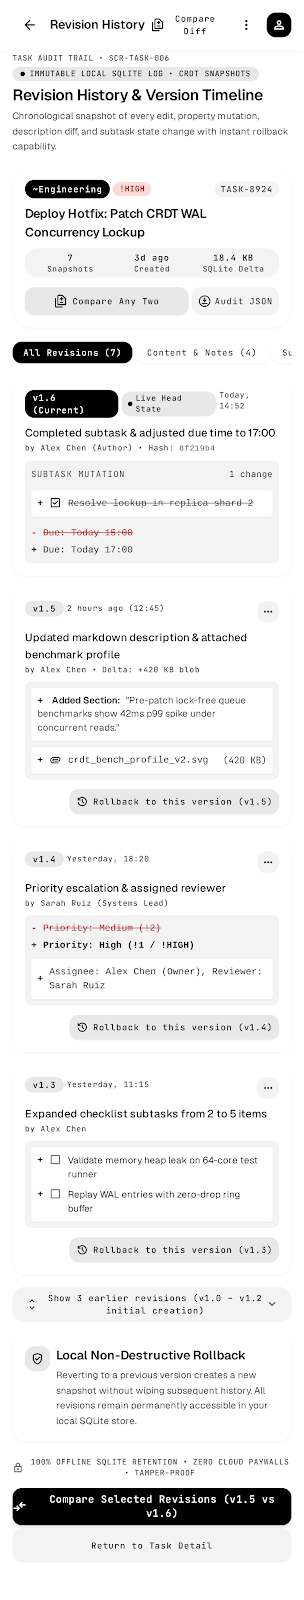 Revision History
Compare
Diff
TASK AUDIT TRAIL • SCR-TASK-006
IMMUTABLE LOCAL SQLITE LOG • CRDT SNAPSHOTS
Revision History & Version Timeline
Chronological snapshot of every edit, property mutation,
description diff, and subtask state change with instant rollback
capability.
~Engineering
!HIGH
TASK-8924
Deploy Hotfix: Patch CRDT WAL
Concurrency Lockup
7
Snapshots
3d ago
Created
18.4 KB
SQLite Delta
Compare Any Two
Audit JSON
All Revisions (7)
Content & Notes (4)
Su
v1.6
(Current)
Live Head
State
Today,
14:52
Completed subtask & adjusted due time to 17:00
by Alex Chen (Author) • Hash: 8f219b4
SUBTASK MUTATION
1 change
+ Resolve lockup in replica shard 2
- Due: Today 15:00
+ Due: Today 17:00
v1.5
2 hours ago (12:45)
Updated markdown description & attached
benchmark profile
by Alex Chen • Delta: +420 KB blob
+ Added Section: "Pre-patch lock-free queue
benchmarks show 42ms p99 spike under
concurrent reads."
+ crdt_bench_profile_v2.svg (420 KB)
Rollback to this version (v1.5)
v1.4
Yesterday, 18:20
Priority escalation & assigned reviewer
by Sarah Ruiz (Systems Lead)
- Priority: Medium (!2)
+ Priority: High (!1 / !HIGH)
+ Assignee: Alex Chen (Owner), Reviewer:
Sarah Ruiz
Rollback to this version (v1.4)
v1.3
Yesterday, 11:15
Expanded checklist subtasks from 2 to 5 items
by Alex Chen
+ Validate memory heap leak on 64-core test
runner
+ Replay WAL entries with zero-drop ring
buffer
Rollback to this version (v1.3)
Show 3 earlier revisions (v1.0 – v1.2
initial creation)
Local Non-Destructive Rollback
Reverting to a previous version creates a new
snapshot without wiping subsequent history. All
revisions remain permanently accessible in your
local SQLite store.
100% OFFLINE SQLITE RETENTION • ZERO CLOUD PAYWALLS
• TAMPER-PROOF
Compare Selected Revisions (v1.5 vs
v1.6)
Return to Task Detail